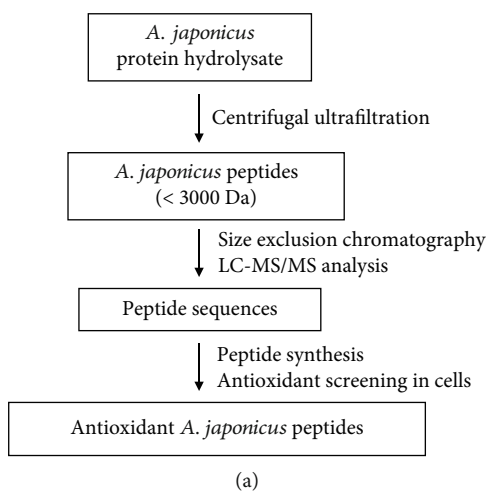 A. japonicus
protein hydrolysate
Centrifugal ultrafiltration
A. japonicus peptides
(< 3000 Da)
Size exclusion chromatography
LC-MS/MS analysis
Peptide sequences
Peptide synthesis
Antioxidant screening in cells
Antioxidant A. japonicus peptides
(a)